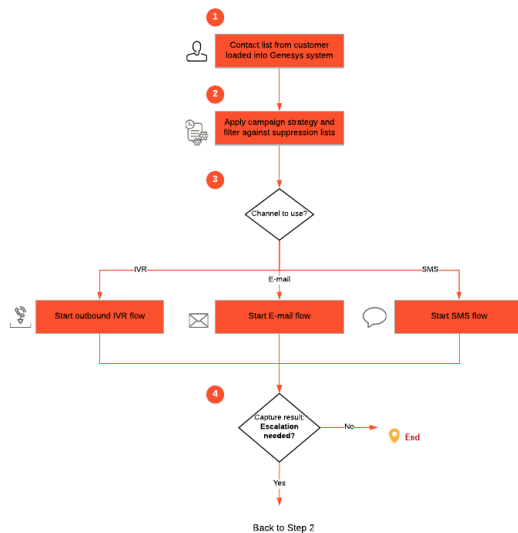 1
Contact list from customer
loaded into Genesys system
2
Apply campaign strategy and
filter against suppression lists
3
Channel to use?
IVR
E-mail
SMS
Start outbound IVR flow
Start E-mail flow
Start SMS flow
4
Capture result:
Escalation
needed?
No
End
Yes
Back to Step 2